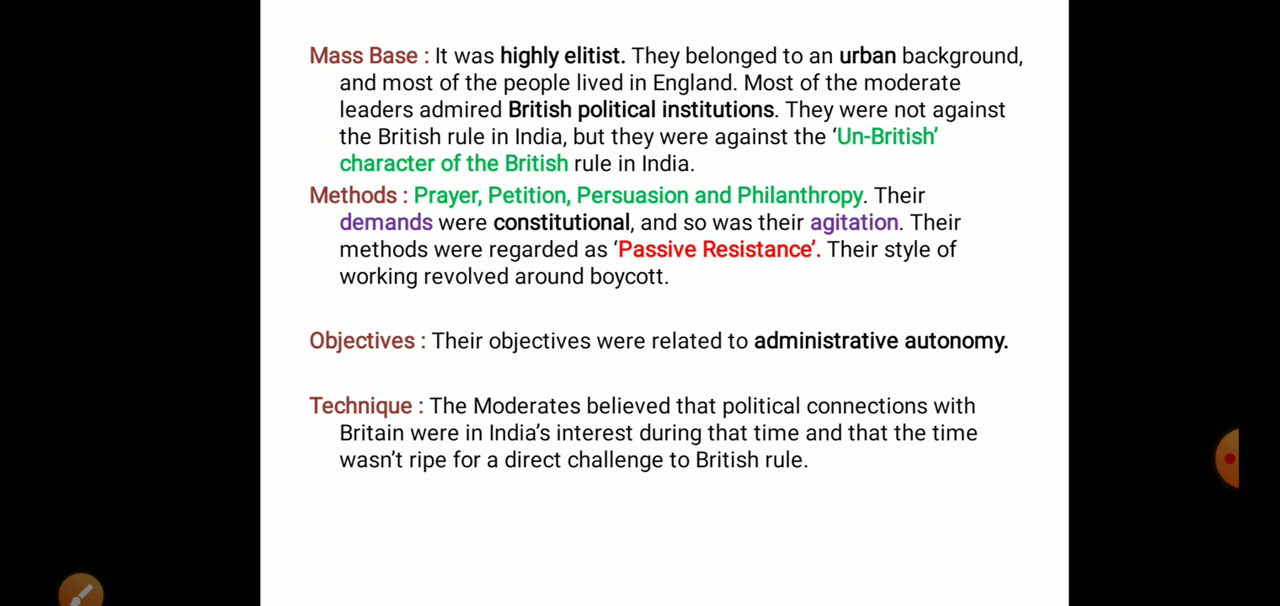 Mass Base : It was highly elitist. They belonged to an urban background,
and most of the people lived in England. Most of the moderate
leaders admired British political institutions. They were not against
the British rule in India, but they were against the ‘Un-British’
character of the British rule in India.
Methods : Prayer, Petition, Persuasion and Philanthropy. Their
demands were constitutional, and so was their agitation. Their
methods were regarded as ‘Passive Resistance’. Their style of
working revolved around boycott.
Objectives : Their objectives were related to administrative autonomy.
Technique : The Moderates believed that political connections with
Britain were in India’s interest during that time and that the time
wasn’t ripe for a direct challenge to British rule.